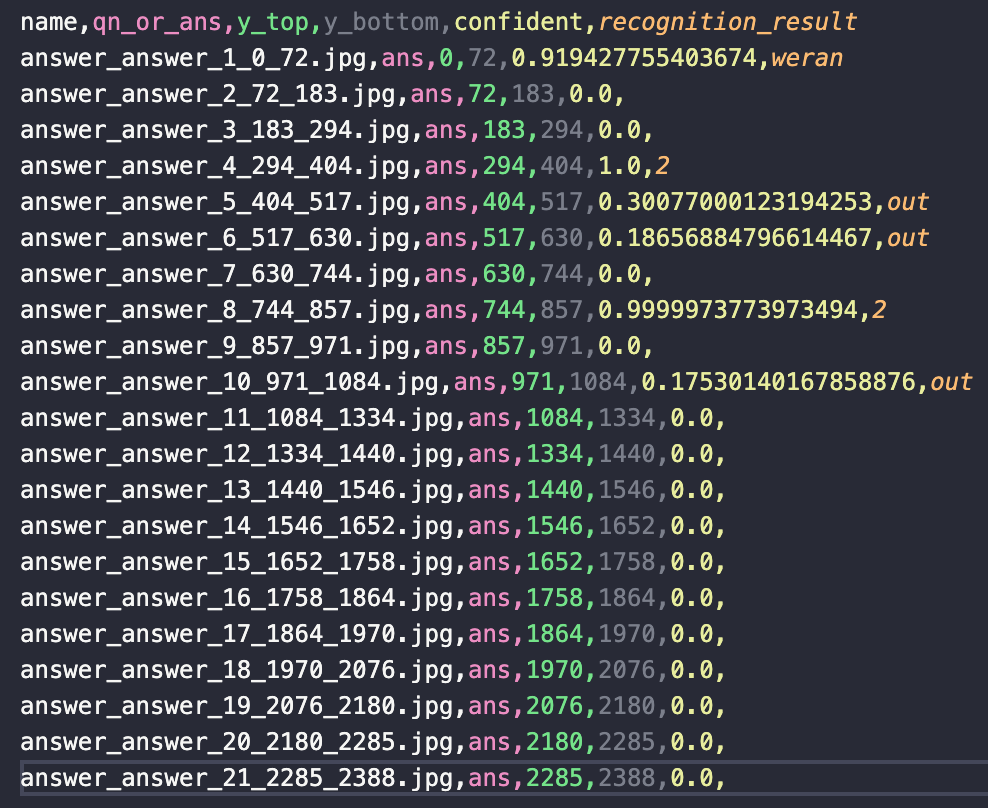 name,qn_or_ans,y_top,y_bottom,confident,recognition_result
answer_answer_1_0_72.jpg,ans,0,72,0.919427755403674,weran
answer_answer_2_72_183.jpg,ans,72,183,0.0,
answer_answer_3_183_294.jpg,ans,183,294,0.0,
answer_answer_4_294_404.jpg,ans,294,404,1.0,2
answer_answer_5_404_517.jpg,ans,404,517,0.30077000123194253,out
answer_answer_6_517_630.jpg,ans,517,630,0.18656884796614467,out
answer_answer_7_630_744.jpg,ans,630,744,0.0,
answer_answer_8_744_857.jpg,ans,744,857,0.9999973773973494,2
answer_answer_9_857_971.jpg,ans,857,971,0.0,
answer_answer_10_971_1084.jpg,ans,971,1084,0.17530140167858876,out
answer_answer_11_1084_1334.jpg,ans,1084,1334,0.0,
answer_answer_12_1334_1440.jpg,ans,1334,1440,0.0,
answer_answer_13_1440_1546.jpg,ans,1440,1546,0.0,
answer_answer_14_1546_1652.jpg,ans,1546,1652,0.0,
answer_answer_15_1652_1758.jpg,ans,1652,1758,0.0,
answer_answer_16_1758_1864.jpg,ans,1758,1864,0.0,
answer_answer_17_1864_1970.jpg,ans,1864,1970,0.0,
answer_answer_18_1970_2076.jpg,ans,1970,2076,0.0,
answer_answer_19_2076_2180.jpg,ans,2076,2180,0.0,
answer_answer_20_2180_2285.jpg,ans,2180,2285,0.0,
answer_answer_21_2285_2388.jpg,ans,2285,2388,0.0,